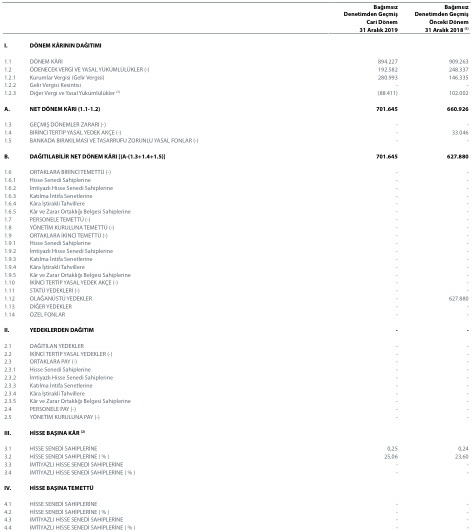 Bağımsız Bağımsız
Denetimden Geçmiş Denetimden Geçmiş
Cari Dönem Önceki Dönem
31 Aralık 2019 31 Aralık 2018 (1)
I. DÖNEM KÂRININ DAĞITIMI
1.1 DÖNEM KÂRI 894.227 909.263
1.2 ÖDENECEK VERGİ VE YASAL YÜKÜMLÜLÜKLER (-) 192.582 248.337
1.2.1 Kurumlar Vergisi (Gelir Vergisi) 280.993 146.335
1.2.2 Gelir Vergisi Kesintisi - -
1.2.3 Diğer Vergi ve Yasal Yükümlülükler (88.411) 102.002
A. NET DÖNEM KÂRI (1.1-1.2) 701.645 660.926
1.3 GEÇMİŞ DÖNEMLER ZARARI (-) - -
1.4 BİRİNCİ TERTİP YASAL YEDEK AKÇE (-) - 33.046
1.5 BANKADA BIRAKILMASI VE TASARRUFU ZORUNLU YASAL FONLAR (-) - -
B. DAĞITILABİLİR NET DÖNEM KÂRI [(A-(1.3+1.4+1.5)] 701.645 627.880
1.6 ORTAKLARA BİRİNCİ TEMETTÜ (-) - -
1.6.1 Hisse Senedi Sahiplerine - -
1.6.2 İmtiyazlı Hisse Senedi Sahiplerine - -
1.6.3 Katılma İntifa Senetlerine - -
1.6.4 Kâra İştirakli Tahvillere - -
1.6.5 Kâr ve Zarar Ortaklığı Belgesi Sahiplerine - -
1.7 PERSONELE TEMETTÜ (-) - -
1.8 YÖNETİM KURULUNA TEMETTÜ (-) - -
1.9 ORTAKLARA İKİNCİ TEMETTÜ (-) - -
1.9.1 Hisse Senedi Sahiplerine - -
1.9.2 İmtiyazlı Hisse Senedi Sahiplerine - -
1.9.3 Katılma İntifa Senetlerine - -
1.9.4 Kâra İştirakli Tahvillere - -
1.9.5 Kâr ve Zarar Ortaklığı Belgesi Sahiplerine - -
1.10 İKİNCİ TERTİP YASAL YEDEK AKÇE (-) - -
1.11 STATÜ YEDEKLERİ (-) - -
1.12 OLAĞANÜSTÜ YEDEKLER - 627.880
1.13 DİĞER YEDEKLER - -
1.14 ÖZEL FONLAR - -
II. YEDEKLERDEN DAĞITIM - -
2.1 DAĞITILAN YEDEKLER - -
2.2 İKİNCİ TERTİP YASAL YEDEKLER (-) - -
2.3 ORTAKLARA PAY (-) - -
2.3.1 Hisse Senedi Sahiplerine - -
2.3.2 İmtiyazlı Hisse Senedi Sahiplerine - -
2.3.3 Katılma İntifa Senetlerine - -
2.3.4 Kâra İştirakli Tahvillere - -
2.3.5 Kâr ve Zarar Ortaklığı Belgesi Sahiplerine - -
2.4 PERSONELE PAY (-) - -
2.5 YÖNETİM KURULUNA PAY (-) - -
III. HİSSE BAŞINA KÂR (2)
3.1 HİSSE SENEDİ SAHİPLERİNE 0,25 0,24
3.2 HİSSE SENEDİ SAHİPLERİNE ( % ) 25,06 23,60
3.3 İMTİYAZLI HİSSE SENEDİ SAHİPLERİNE - -
3.4 İMTİYAZLI HİSSE SENEDİ SAHİPLERİNE ( % ) - -
IV. HİSSE BAŞINA TEMETTÜ
4.1 HİSSE SENEDİ SAHİPLERİNE - -
4.2 HİSSE SENEDİ SAHİPLERİNE ( % ) - -
4.3 İMTİYAZLI HİSSE SENEDİ SAHİPLERİNE - -
4.4 İMTİYAZLI HİSSE SENEDİ SAHİPLERİNE ( % ) - -